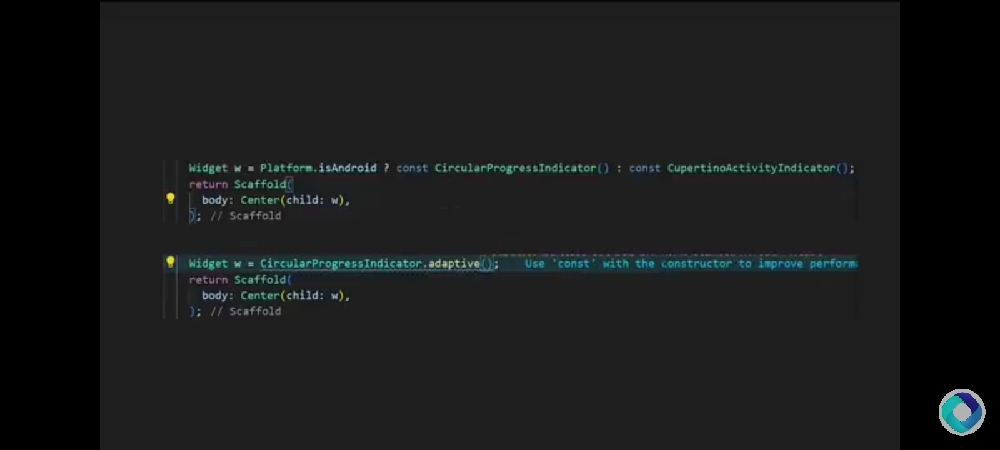 Widget w = Platform.isAndroid ? const CircularProgressIndicator() : const CupertinoActivityIndicator();
return Scaffold(
body: Center(child: w),
); // Scaffold
Widget w = CircularProgressIndicator.adaptive(); Use 'const' with the constructor to improve perform
return Scaffold(
body: Center(child: w),
); // Scaffold